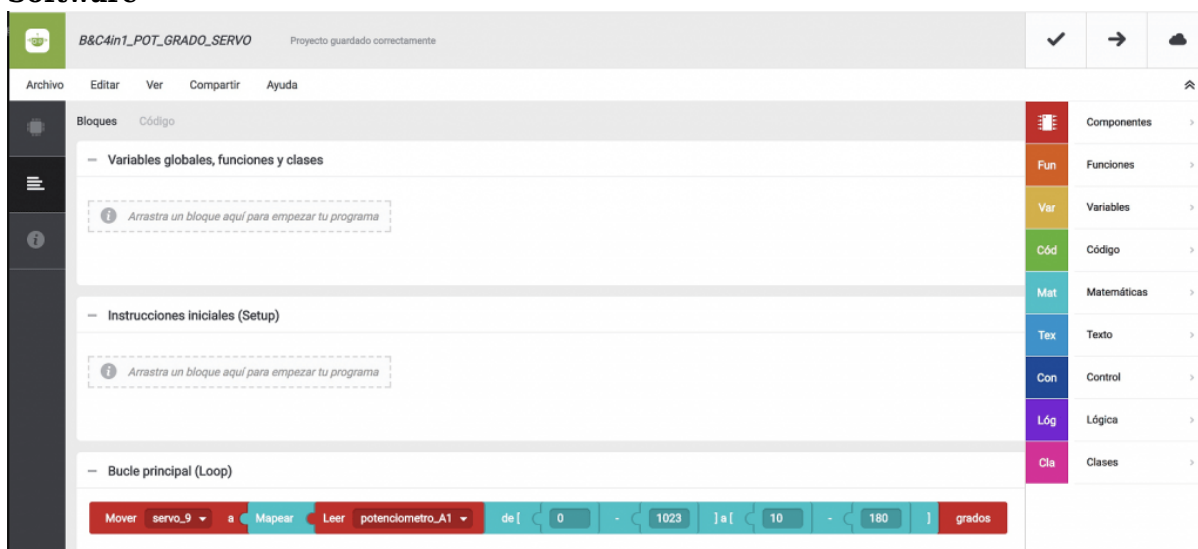 Software
B&C4in1_POT_GRADO_SERVO Proyecto guardado correctamente
Archivo Editar Ver Compartir Ayuda
Bloques Código
Variables globales, funciones y clases
Arrastra un bloque aquí para empezar tu programa
Instrucciones iniciales (Setup)
Arrastra un bloque aquí para empezar tu programa
Bucle principal (Loop)
Mover servo_9 a Mapear Leer potenciometro_A1 de [ 0 - 1023 ] a [ 10 - 180 ] grados
Componentes
Fun Funciones
Var Variables
Cód Código
Mat Matemáticas
Tex Texto
Con Control
Lóg Lógica
Cla Clases